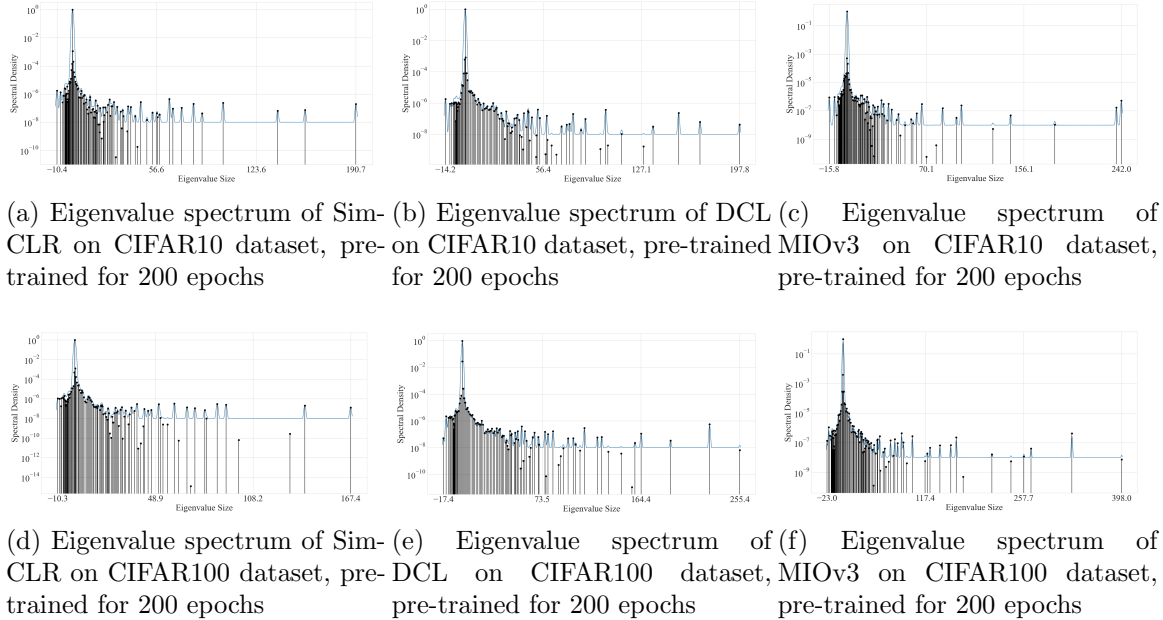 10⁰
10⁻²
10⁻⁴
10⁻⁶
10⁻⁸
10⁻¹⁰
Spectral Density
−10.4 56.6 123.6 190.7
Eigenvalue Size
10⁰
10⁻²
10⁻⁴
10⁻⁶
10⁻⁸
Spectral Density
−14.2 56.4 127.1 197.8
Eigenvalue Size
10⁻¹
10⁻³
10⁻⁵
10⁻⁷
10⁻⁹
Spectral Density
−15.8 70.1 156.1 242.0
Eigenvalue Size
(a) Eigenvalue spectrum of Sim-
CLR on CIFAR10 dataset, pre-
trained for 200 epochs
(b) Eigenvalue spectrum of DCL
on CIFAR10 dataset, pre-trained
for 200 epochs
(c) Eigenvalue spectrum of
MIOv3 on CIFAR10 dataset,
pre-trained for 200 epochs
10⁰
10⁻²
10⁻⁴
10⁻⁶
10⁻⁸
10⁻¹⁰
10⁻¹²
10⁻¹⁴
Spectral Density
−10.3 48.9 108.2 167.4
Eigenvalue Size
10⁰
10⁻²
10⁻⁴
10⁻⁶
10⁻⁸
10⁻¹⁰
Spectral Density
−17.4 73.5 164.4 255.4
Eigenvalue Size
10⁻¹
10⁻³
10⁻⁵
10⁻⁷
10⁻⁹
Spectral Density
−23.0 117.4 257.7 398.0
Eigenvalue Size
(d) Eigenvalue spectrum of Sim-
CLR on CIFAR100 dataset, pre-
trained for 200 epochs
(e) Eigenvalue spectrum of
DCL on CIFAR100 dataset,
pre-trained for 200 epochs
(f) Eigenvalue spectrum of
MIOv3 on CIFAR100 dataset,
pre-trained for 200 epochs